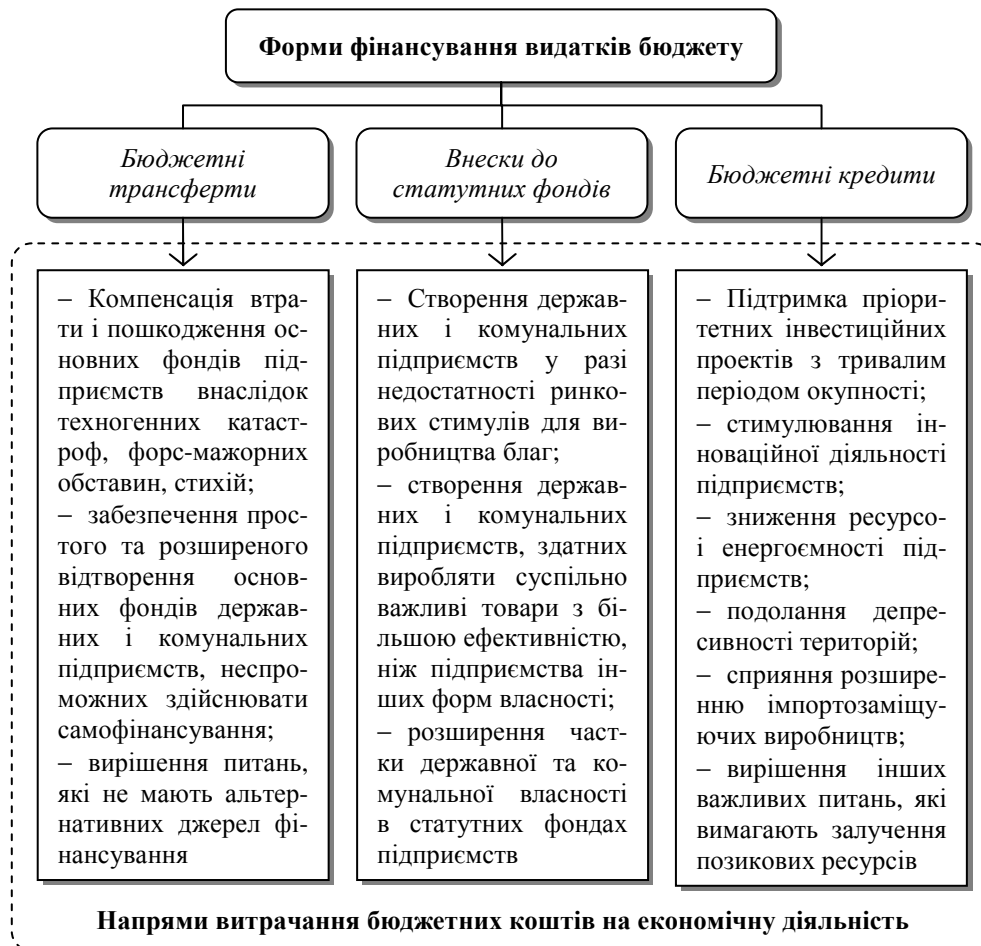 Форми фінансування видатків бюджету
Бюджетні
трансферти
Внески до
статутних фондів
Бюджетні кредити
– Компенсація втра-
ти і пошкодження ос-
новних фондів під-
приємств внаслідок
техногенних катаст-
роф, форс-мажорних
обставин, стихій;
– забезпечення прос-
того та розширеного
відтворення основ-
них фондів держав-
них і комунальних
підприємств, неспро-
можних здійснювати
самофінансування;
– вирішення питань,
які не мають альтер-
нативних джерел фі-
нансування
– Створення держав-
них і комунальних
підприємств у разі
недостатності ринко-
вих стимулів для ви-
робництва благ;
– створення держав-
них і комунальних
підприємств, здатних
виробляти суспільно
важливі товари з бі-
льшою ефективністю,
ніж підприємства ін-
ших форм власності;
– розширення част-
ки державної та ко-
мунальної власності
в статутних фондах
підприємств
– Підтримка пріори-
тетних інвестиційних
проектів з тривалим
періодом окупності;
– стимулювання ін-
новаційної діяльності
підприємств;
– зниження ресурсо-
і енергоємності під-
приємств;
– подолання депре-
сивності територій;
– сприяння розшире-
нню імпортозаміщу-
ючих виробництв;
– вирішення інших
важливих питань, які
вимагають залучення
позикових ресурсів
Напрями витрачання бюджетних коштів на економічну діяльність